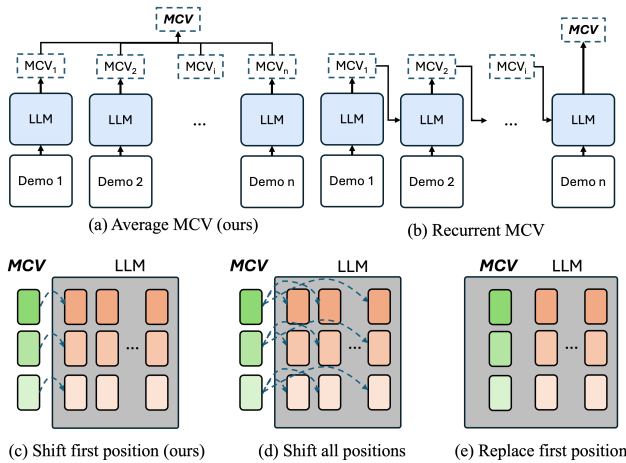 MCV
MCV1 MCV2 MCVi MCVn
LLM LLM ... LLM
Demo 1 Demo 2 Demo n
(a) Average MCV (ours)
MCV
MCV1 MCV2 MCVi
LLM LLM ... LLM
Demo 1 Demo 2 Demo n
(b) Recurrent MCV
MCV LLM
...
(c) Shift first position (ours)
MCV LLM
...
(d) Shift all positions
MCV LLM
...
(e) Replace first position